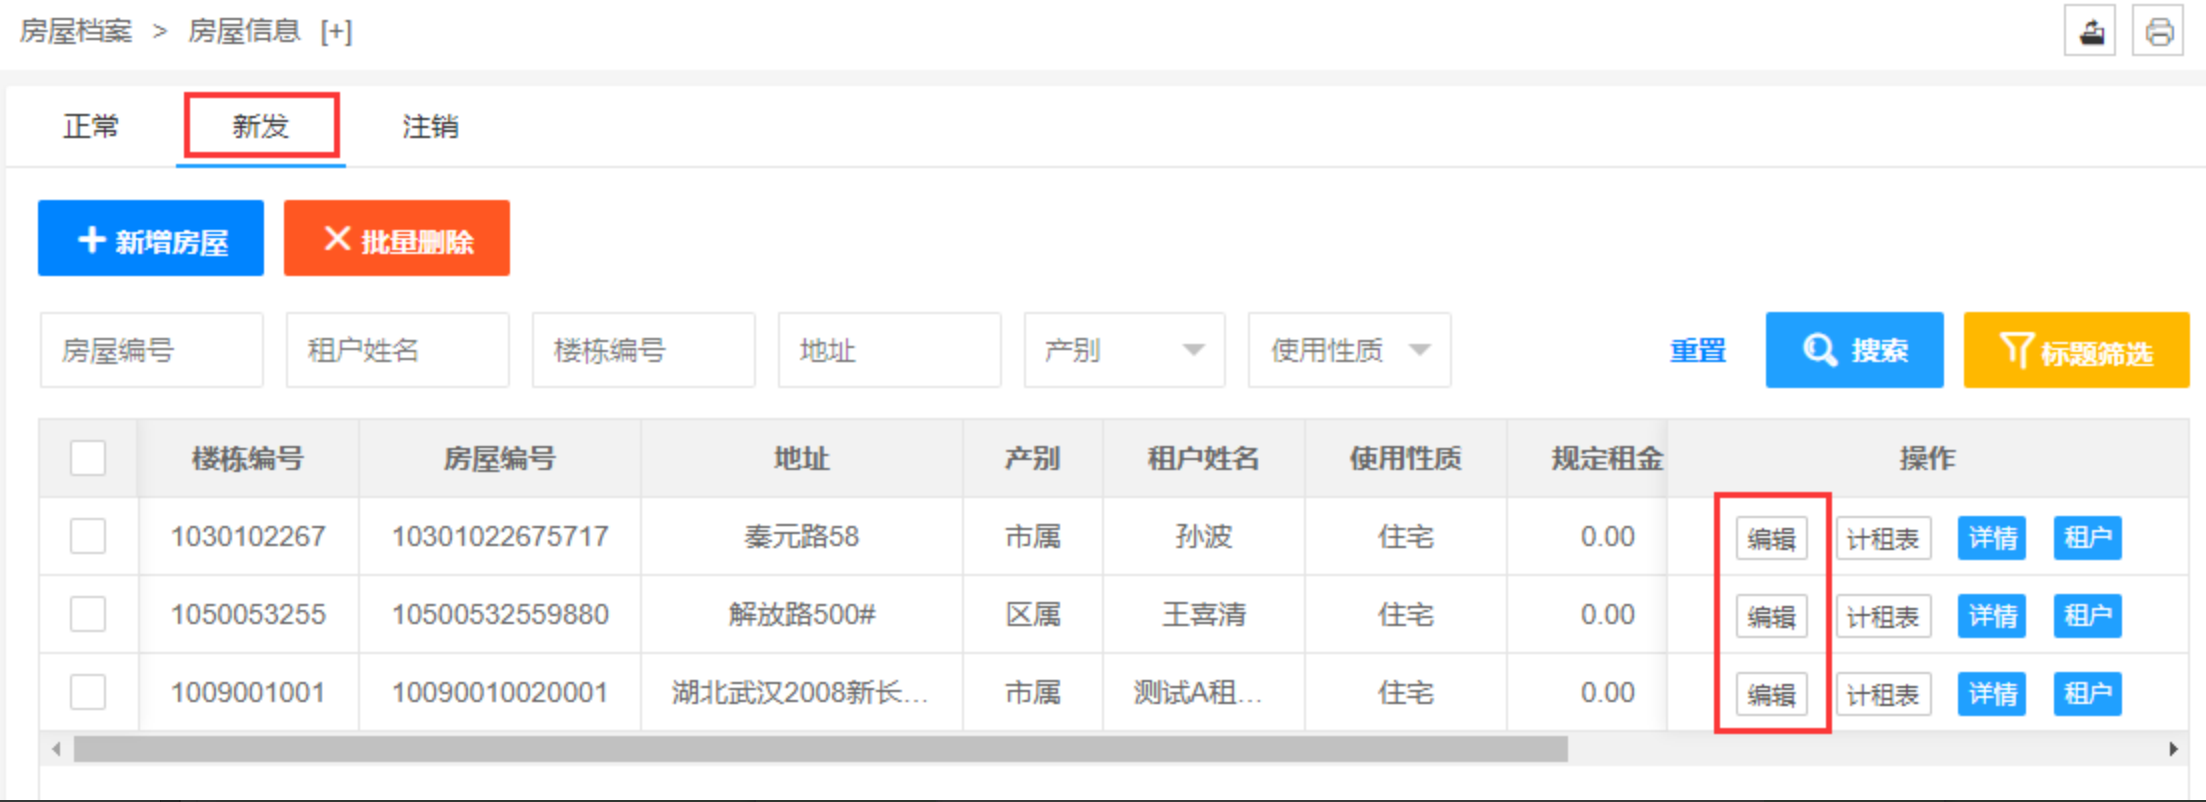 房屋档案 > 房屋信息 [+]
正常 新发 注销
新增房屋 批量删除
房屋编号 租户姓名 楼栋编号 地址 产别 使用性质 重置 搜索 标题筛选
楼栋编号 房屋编号 地址 产别 租户姓名 使用性质 规定租金 操作
1030102267 10301022675717 秦元路58 市属 孙波 住宅 0.00 编辑 计租表 详情 租户
1050053255 10500532559880 解放路500# 区属 王喜清 住宅 0.00 编辑 计租表 详情 租户
1009001001 10090010020001 湖北武汉2008新长... 市属 测试A租... 住宅 0.00 编辑 计租表 详情 租户